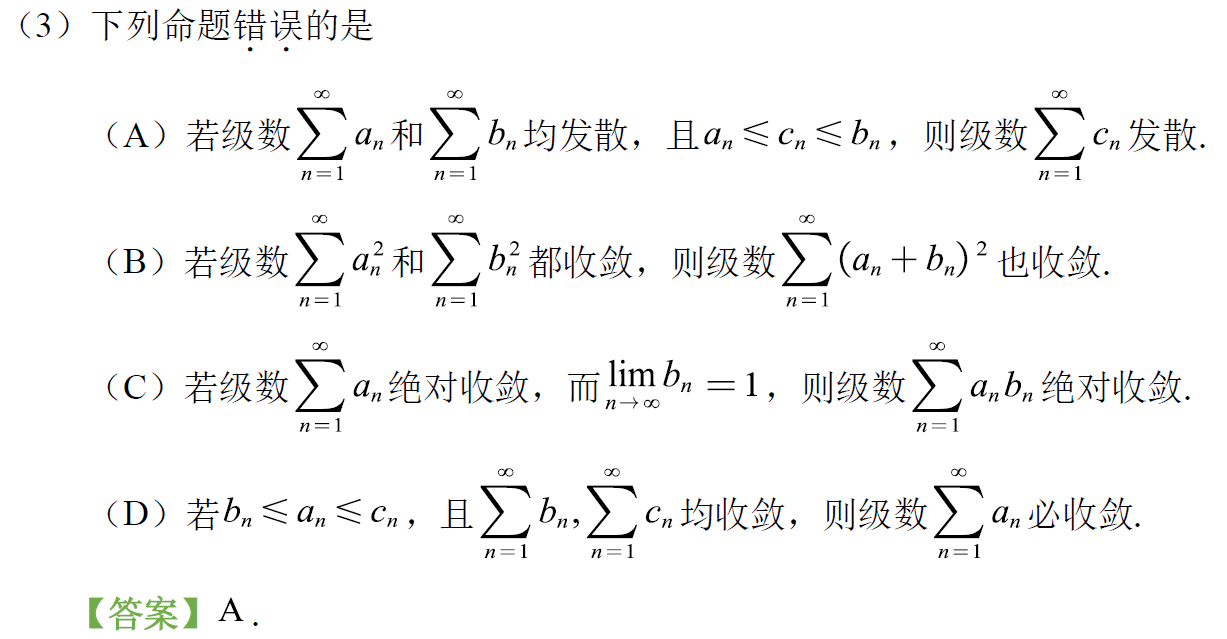 （3）下列命题错误的是
（A）若级数 $\sum_{n=1}^{\infty} a_n$ 和 $\sum_{n=1}^{\infty} b_n$ 均发散，且 $a_n \leqslant c_n \leqslant b_n$，则级数 $\sum_{n=1}^{\infty} c_n$ 发散.
（B）若级数 $\sum_{n=1}^{\infty} a_n^2$ 和 $\sum_{n=1}^{\infty} b_n^2$ 都收敛，则级数 $\sum_{n=1}^{\infty} (a_n + b_n)^2$ 也收敛.
（C）若级数 $\sum_{n=1}^{\infty} a_n$ 绝对收敛，而 $\lim_{n \to \infty} b_n = 1$，则级数 $\sum_{n=1}^{\infty} a_n b_n$ 绝对收敛.
（D）若 $b_n \leqslant a_n \leqslant c_n$，且 $\sum_{n=1}^{\infty} b_n, \sum_{n=1}^{\infty} c_n$ 均收敛，则级数 $\sum_{n=1}^{\infty} a_n$ 必收敛.
【答案】A.